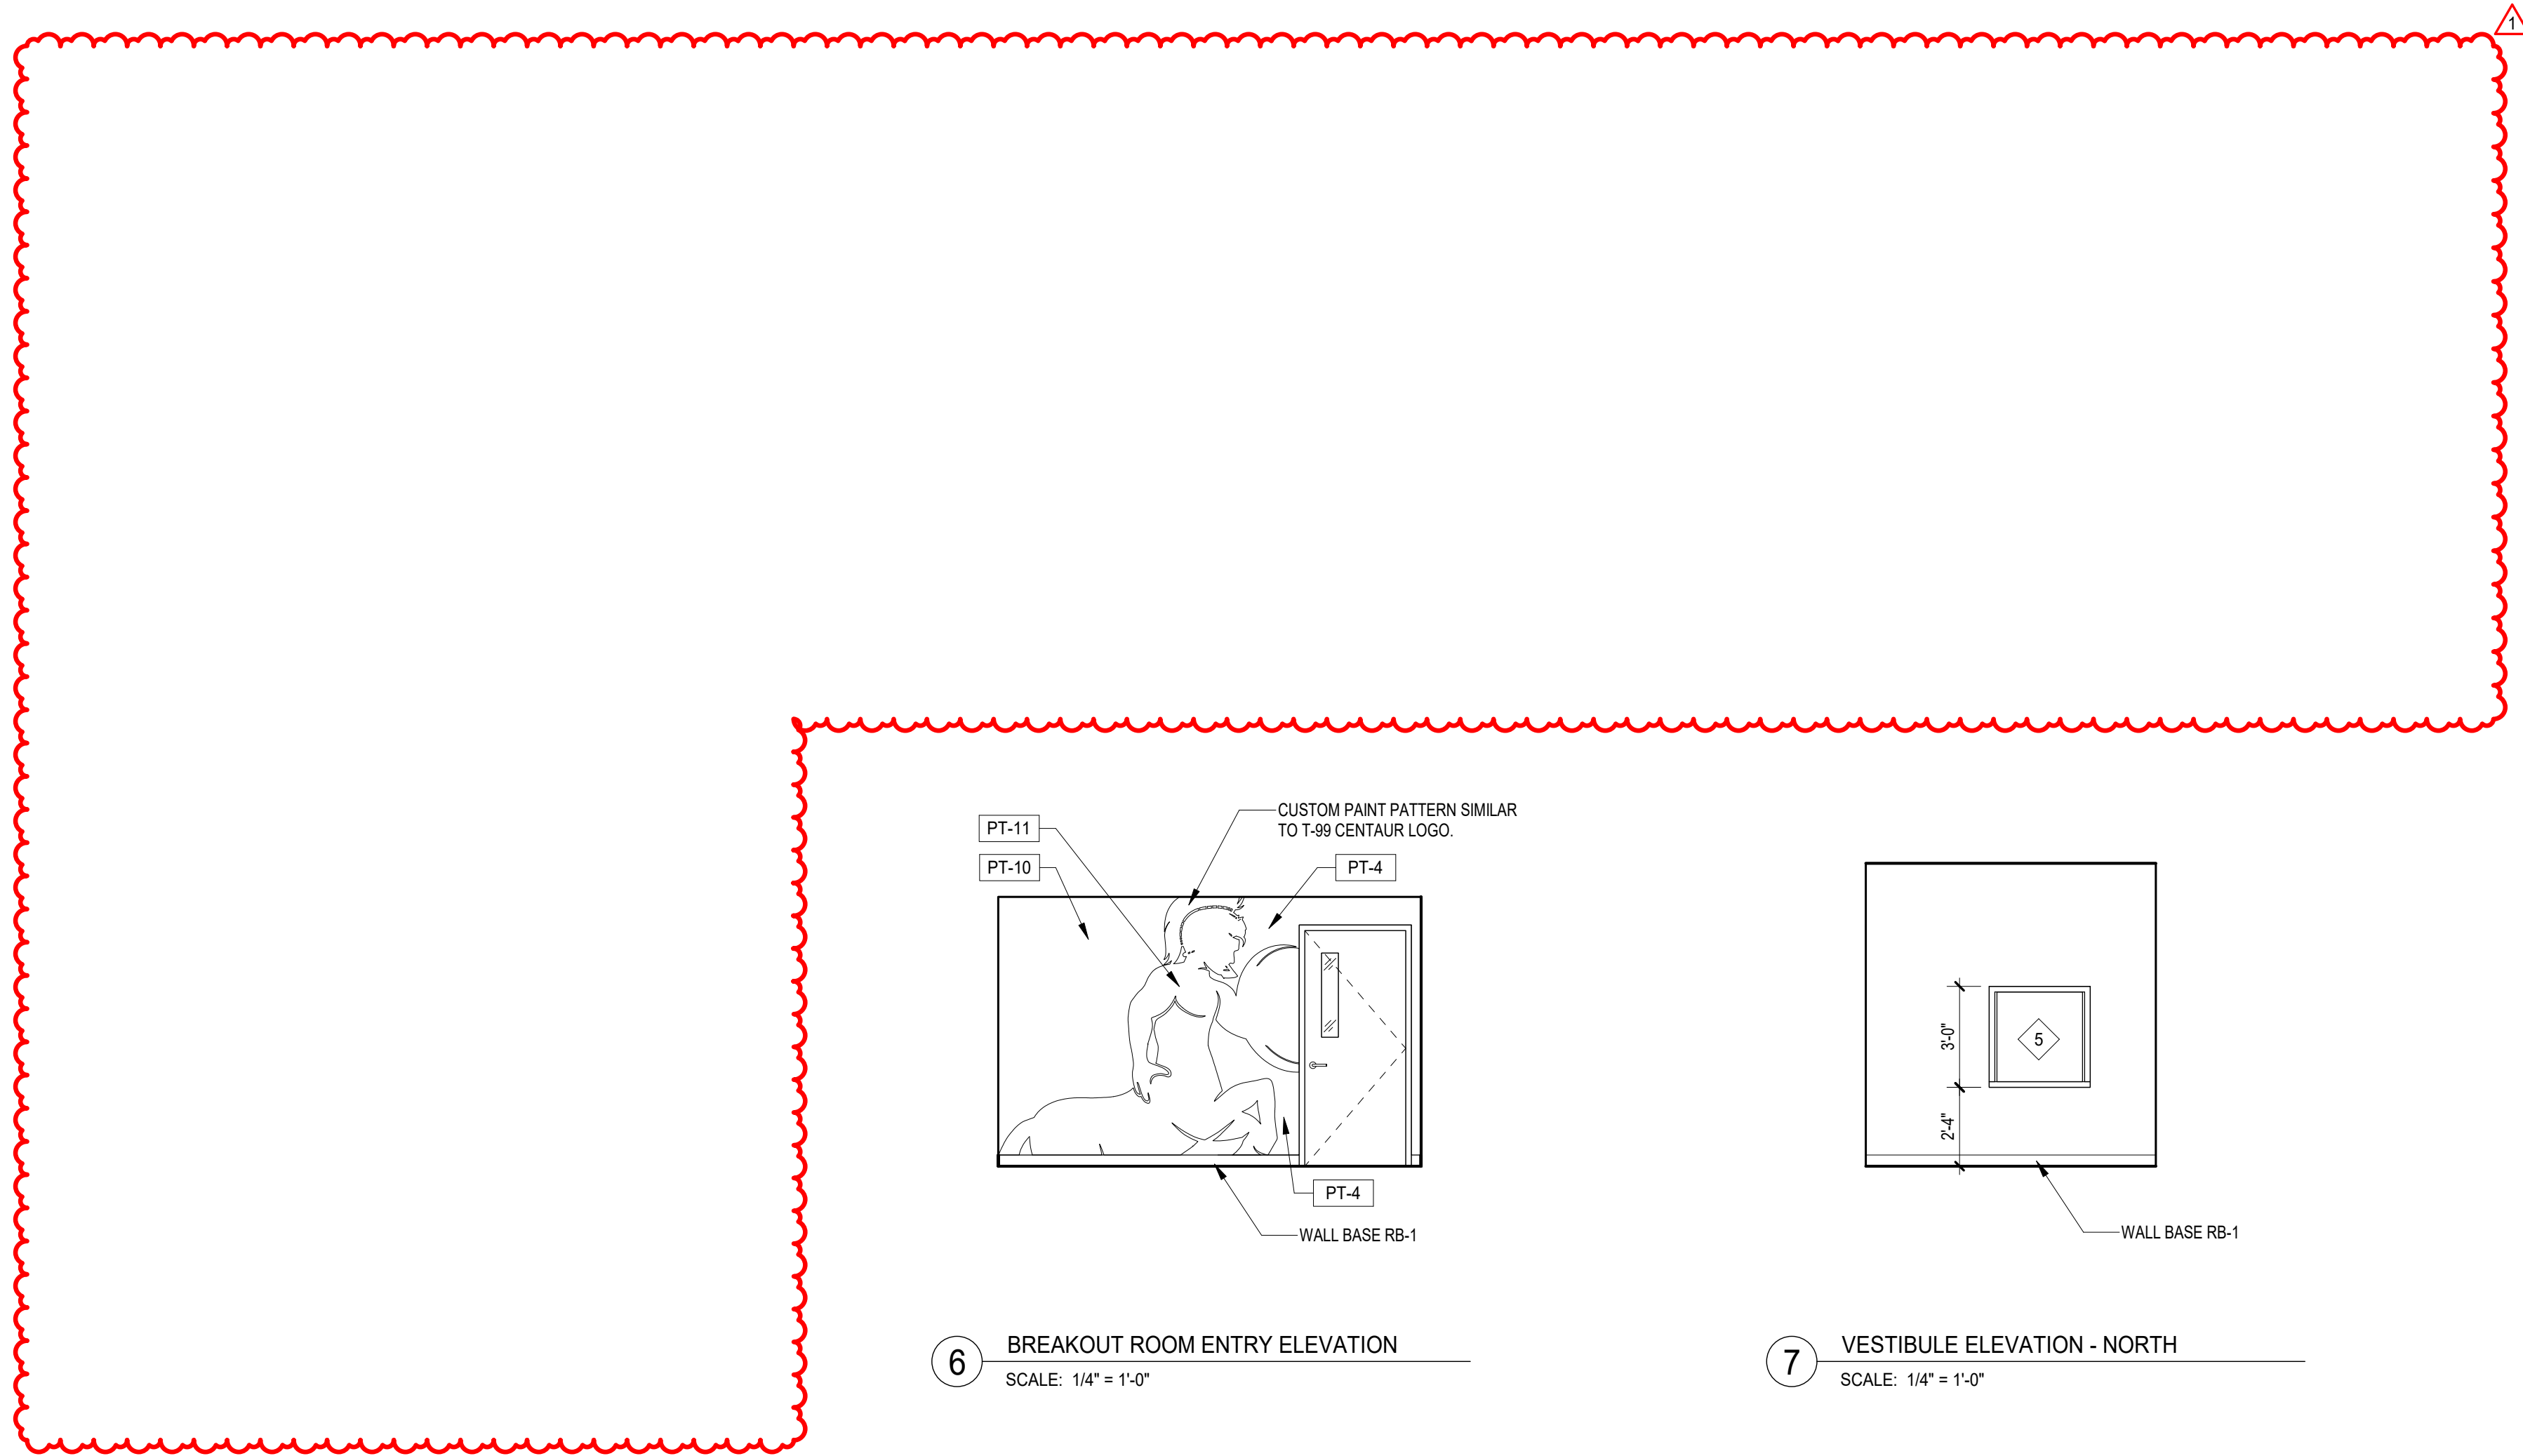 1
CUSTOM PAINT PATTERN SIMILAR
TO T-99 CENTAUR LOGO.
PT-11
PT-10
PT-4
PT-4
WALL BASE RB-1
6
BREAKOUT ROOM ENTRY ELEVATION
SCALE: 1/4" = 1'-0"
3'-0"
5
2'-4"
WALL BASE RB-1
7
VESTIBULE ELEVATION - NORTH
SCALE: 1/4" = 1'-0"